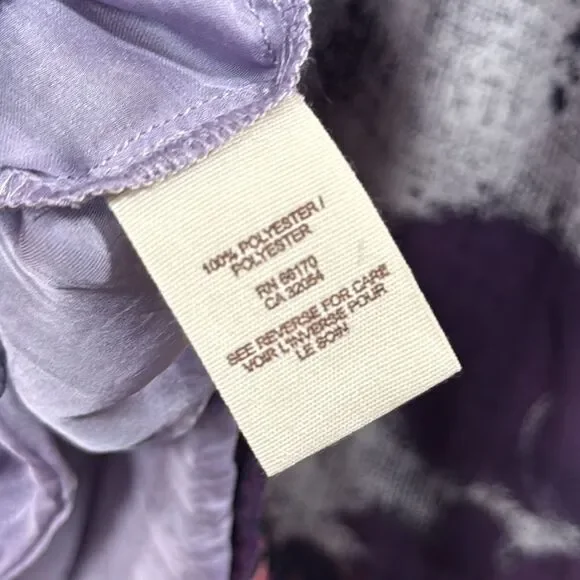 100% POLYESTER /
POLYESTER
RN 66170
CA 32054
SEE REVERSE FOR CARE
VOIR L'INVERSE POUR
LE SOIN